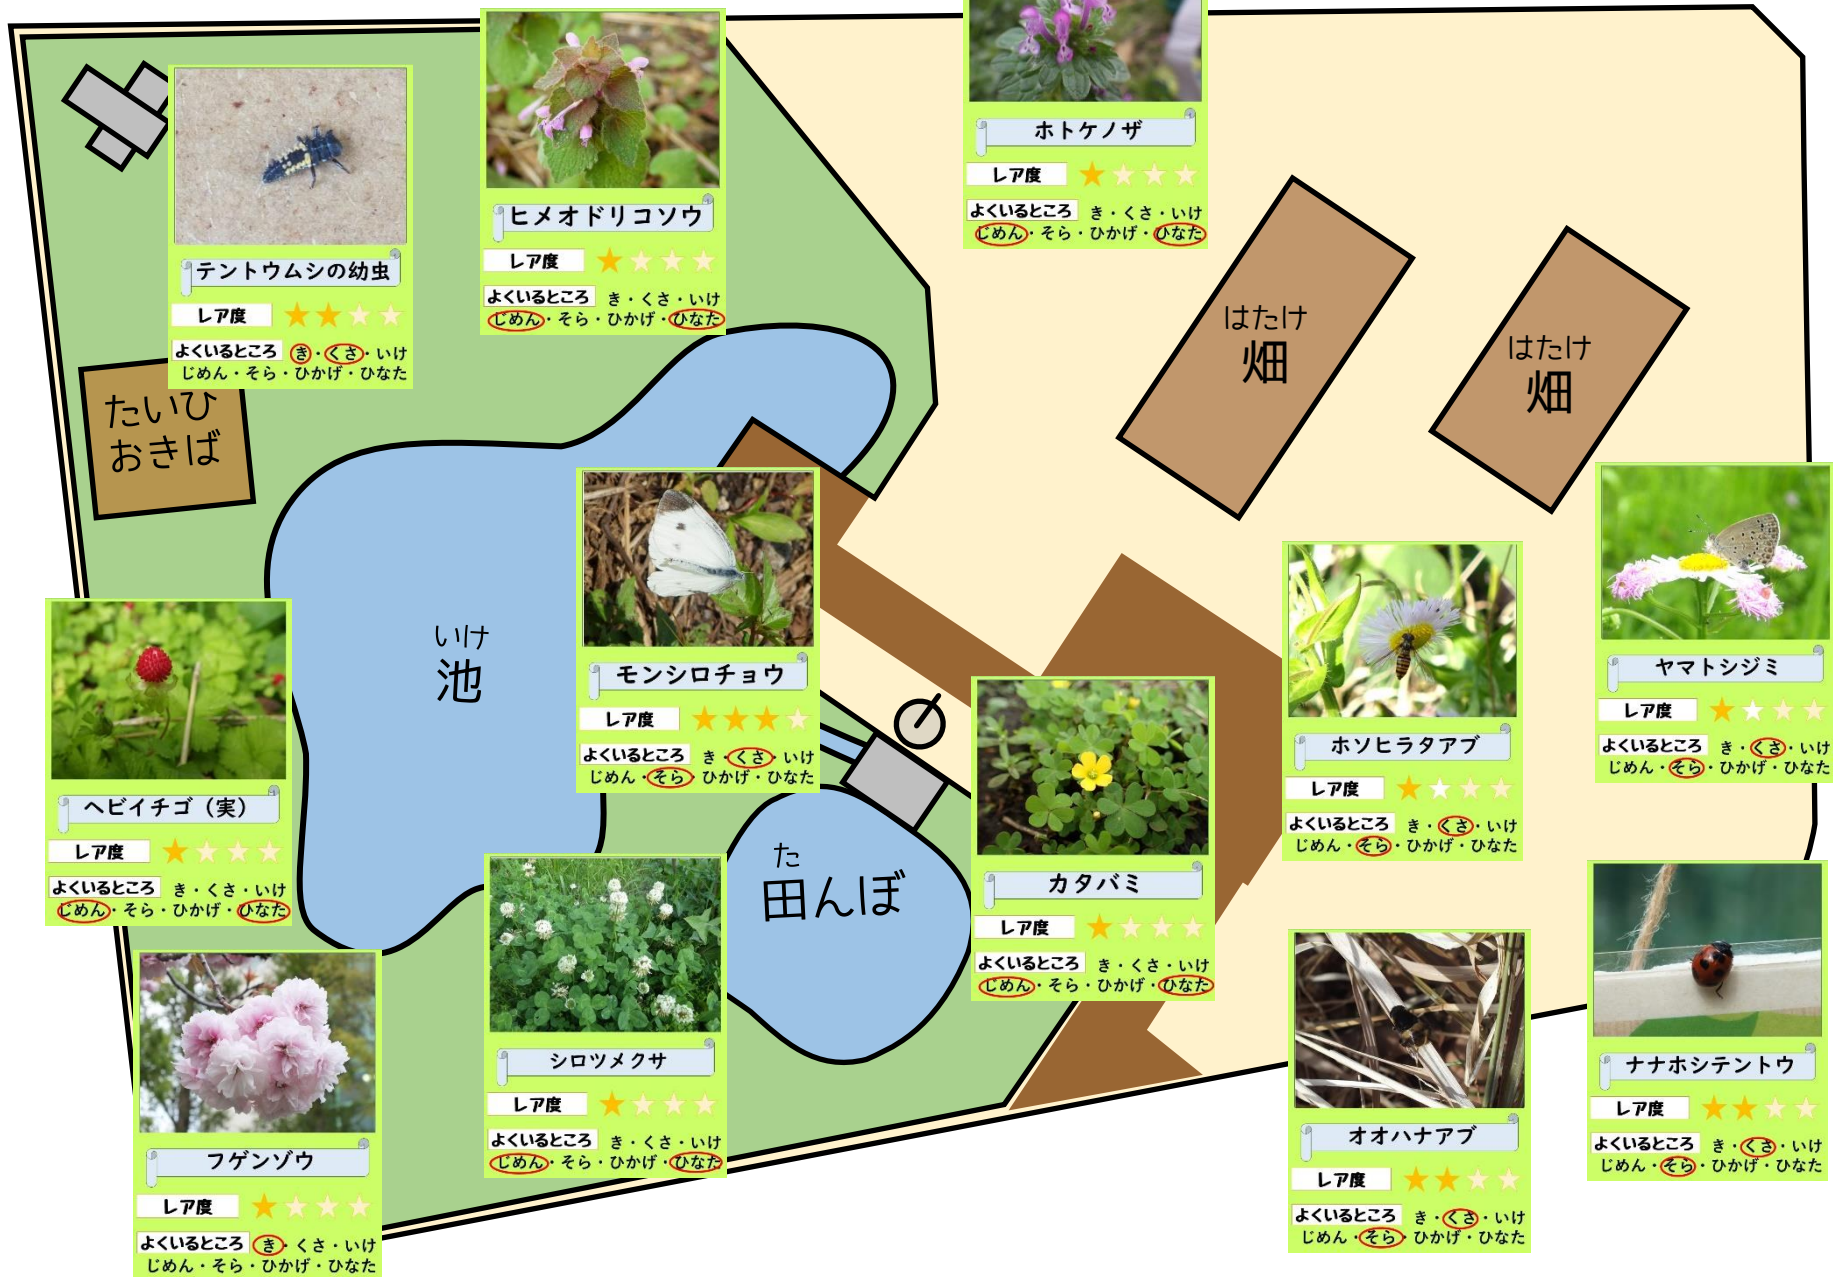 ホトケノザ
レア度
よくいるところ き・くさ・いけ
じめん・そら・ひかげ・ひなた
ヒメオドリコソウ
レア度
よくいるところ き・くさ・いけ
じめん・そら・ひかげ・ひなた
テントウムシの幼虫
レア度
よくいるところ き・くさ・いけ
じめん・そら・ひかげ・ひなた
はたけ
畑
はたけ
畑
たいひ
おきば
いけ
池
モンシロチョウ
レア度
よくいるところ き・くさ・いけ
じめん・そら・ひかげ・ひなた
ヤマトシジミ
レア度
よくいるところ き・くさ・いけ
じめん・そら・ひかげ・ひなた
ホソヒラタアブ
レア度
よくいるところ き・くさ・いけ
じめん・そら・ひかげ・ひなた
ヘビイチゴ（実）
レア度
よくいるところ き・くさ・いけ
じめん・そら・ひかげ・ひなた
た
田んぼ
カタバミ
レア度
よくいるところ き・くさ・いけ
じめん・そら・ひかげ・ひなた
シロツメクサ
レア度
よくいるところ き・くさ・いけ
じめん・そら・ひかげ・ひなた
ナナホシテントウ
レア度
よくいるところ き・くさ・いけ
じめん・そら・ひかげ・ひなた
オオハナアブ
レア度
よくいるところ き・くさ・いけ
じめん・そら・ひかげ・ひなた
フゲンゾウ
レア度
よくいるところ き・くさ・いけ
じめん・そら・ひかげ・ひなた